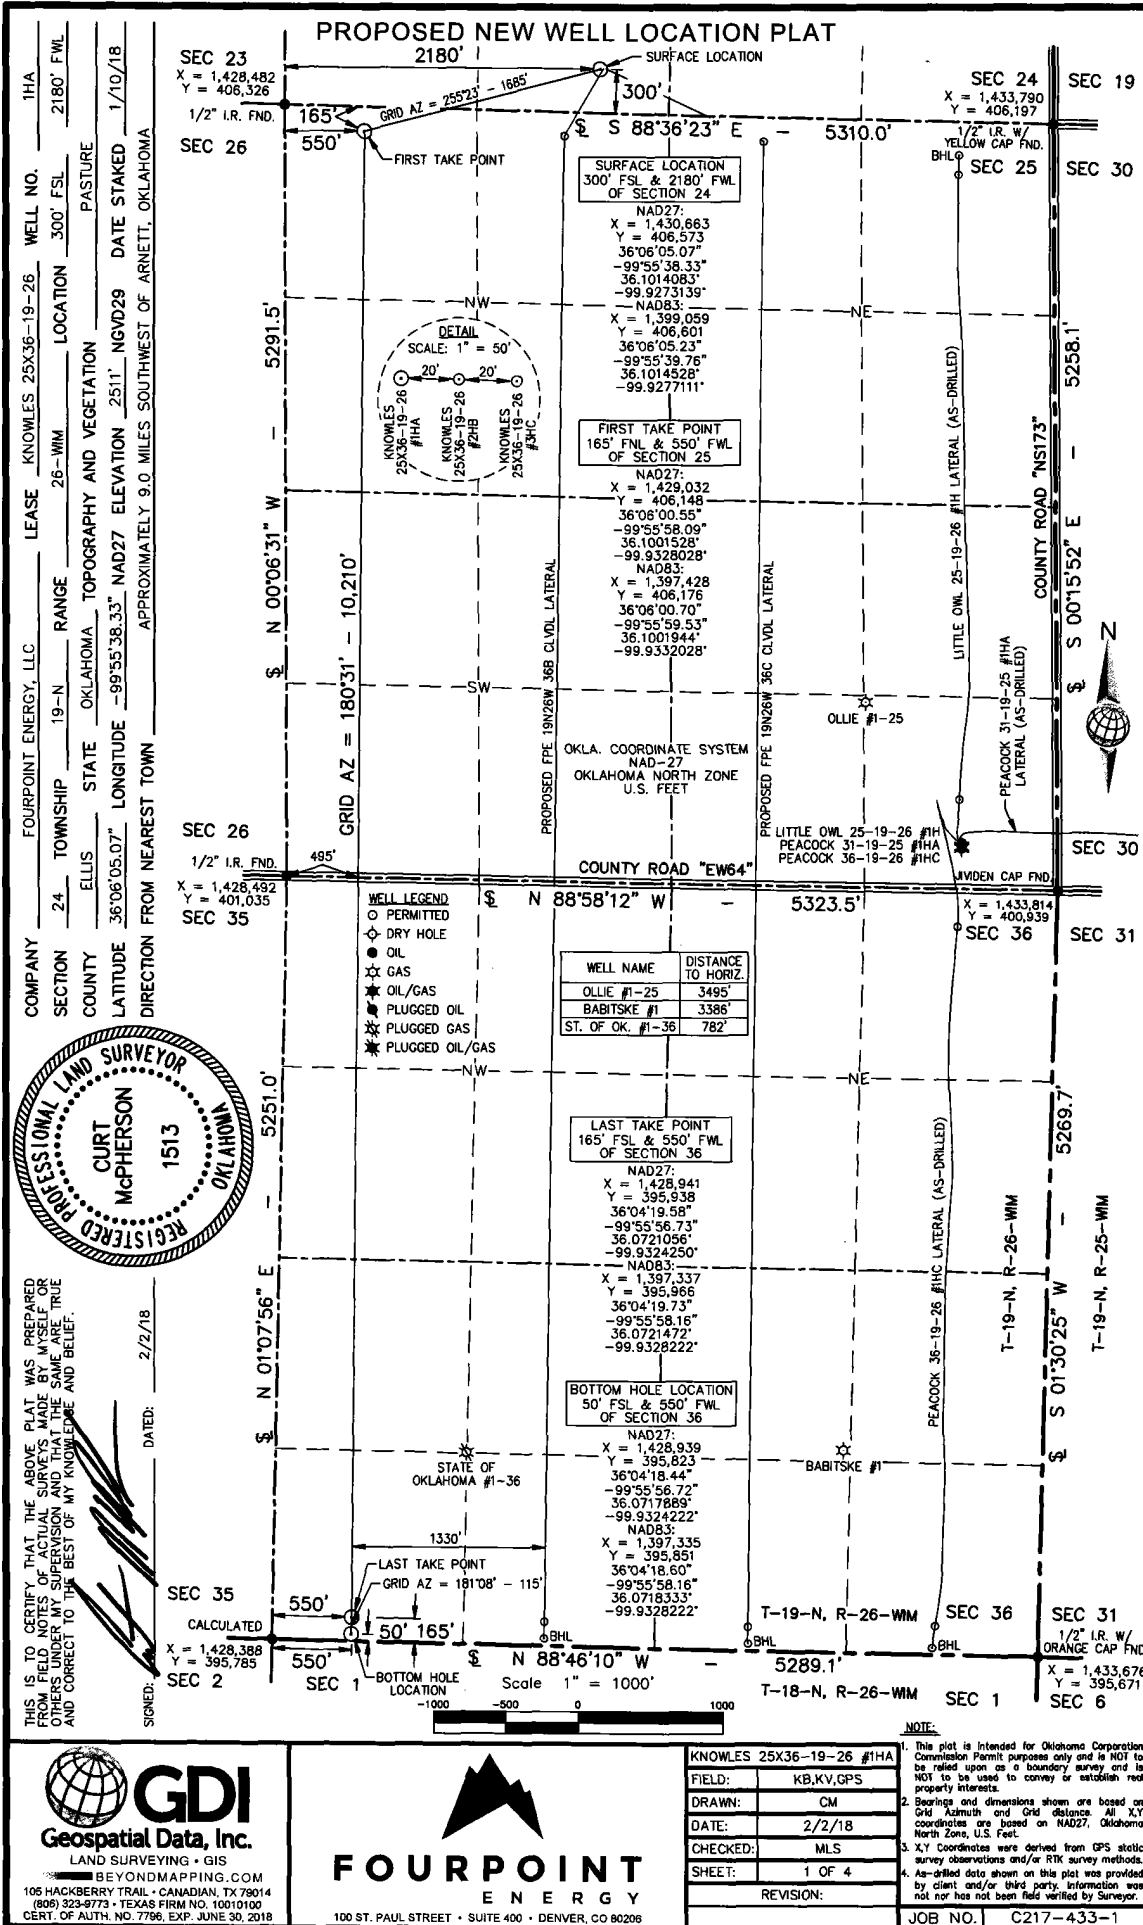 PROPOSED NEW WELL LOCATION PLAT
COMPANY FOURPOINT ENERGY, LLC LEASE KNOWLES 25X36-19-26 WELL NO. 1HA
SECTION 24 TOWNSHIP 19-N RANGE 26-WIM LOCATION 300' FSL 2180' FWL
COUNTY ELLIS STATE OKLAHOMA TOPOGRAPHY AND VEGETATION PASTURE
LATITUDE 36°06'05.07" LONGITUDE -99°55'38.33" NAD27 ELEVATION 2511' NGVD29 DATE STAKED 1/10/18
DIRECTION FROM NEAREST TOWN APPROXIMATELY 9.0 MILES SOUTHWEST OF ARNETT, OKLAHOMA
SEC 23
X = 1,428,482
Y = 406,326
1/2" I.R. FND.
SEC 26
2180'
SURFACE LOCATION
GRID AZ = 255°23' - 1685'
300'
165'
550'
FIRST TAKE POINT
S 88°36'23" E - 5310.0'
SEC 24
X = 1,433,790
Y = 406,197
1/2" I.R. W/
YELLOW CAP FND.
SEC 19
BHL
SEC 25
SEC 30
SURFACE LOCATION
300' FSL & 2180' FWL
OF SECTION 24
NAD27:
X = 1,430,663
Y = 406,573
36°06'05.07"
-99°55'38.33"
36.1014083°
-99.9273139°
NAD83:
X = 1,399,059
Y = 406,601
36°06'05.23"
-99°55'39.76"
36.1014528°
-99.9277111°
NW
NE
DETAIL
SCALE: 1" = 50'
20' 20'
KNOWLES
25X36-19-26
#1HA
KNOWLES
25X36-19-26
#2HB
KNOWLES
25X36-19-26
#3HC
FIRST TAKE POINT
165' FNL & 550' FWL
OF SECTION 25
NAD27:
X = 1,429,032
Y = 406,148
36°06'00.55"
-99°55'58.09"
36.1001528°
-99.9328028°
NAD83:
X = 1,397,428
Y = 406,176
36°06'00.70"
-99°55'59.53"
36.1001944°
-99.9332028°
N 00°06'31" W - 5291.5'
GRID AZ = 180°31' - 10,210'
PROPOSED FPE 19N26W 36B CLVDL LATERAL
PROPOSED FPE 19N26W 36C CLVDL LATERAL
LITTLE OWL 25-19-26 #1H LATERAL (AS-DRILLED)
COUNTY ROAD "NS173"
S 00°15'52" E - 5258.1'
PEACOCK 31-19-25 #1HA
LATERAL (AS-DRILLED)
N
SW
OLLIE #1-25
OKLA. COORDINATE SYSTEM
NAD-27
OKLAHOMA NORTH ZONE
U.S. FEET
LITTLE OWL 25-19-26 #1H
PEACOCK 31-19-25 #1HA
PEACOCK 36-19-26 #1HC
SEC 30
SEC 26
1/2" I.R. FND.
X = 1,428,492
Y = 401,035
SEC 35
495'
COUNTY ROAD "EW64"
N 88°58'12" W - 5323.5'
JIVIDEN CAP FND.
X = 1,433,814
Y = 400,939
SEC 36
SEC 31
WELL LEGEND
PERMITTED
DRY HOLE
OIL
GAS
OIL/GAS
PLUGGED OIL
PLUGGED GAS
PLUGGED OIL/GAS
WELL NAME DISTANCE TO HORIZ.
OLLIE #1-25 3495'
BABITSKE #1 3386'
ST. OF OK. #1-36 782'
NW
NE
REGISTERED PROFESSIONAL LAND SURVEYOR
CURT
McPHERSON
1513
OKLAHOMA
LAST TAKE POINT
165' FSL & 550' FWL
OF SECTION 36
NAD27:
X = 1,428,941
Y = 395,938
36°04'19.58"
-99°55'56.73"
36.0721056°
-99.9324250°
NAD83:
X = 1,397,337
Y = 395,966
36°04'19.73"
-99°55'58.16"
36.0721472°
-99.9328222°
N 01°07'56" E - 5251.0'
PEACOCK 36-19-26 #1HC LATERAL (AS-DRILLED)
T-19-N, R-26-WIM
T-19-N, R-25-WIM
S 01°30'25" W - 5269.7'
BOTTOM HOLE LOCATION
50' FSL & 550' FWL
OF SECTION 36
NAD27:
X = 1,428,939
Y = 395,823
36°04'18.44"
-99°55'56.72"
36.0717889°
-99.9324222°
NAD83:
X = 1,397,335
Y = 395,851
36°04'18.60"
-99°55'58.16"
36.0718333°
-99.9328222°
STATE OF
OKLAHOMA #1-36
BABITSKE #1
1330'
LAST TAKE POINT
GRID AZ = 181°08' - 115'
550'
50' 165'
550'
BOTTOM HOLE
LOCATION
BHL
BHL
BHL
SEC 35
CALCULATED
X = 1,428,388
Y = 395,785
SEC 2
SEC 1
N 88°46'10" W - 5289.1'
T-19-N, R-26-WIM
T-18-N, R-26-WIM
SEC 36
SEC 31
1/2" I.R. W/
ORANGE CAP FND
X = 1,433,676
Y = 395,671
SEC 1
SEC 6
Scale 1" = 1000'
-1000 -500 0 1000
THIS IS TO CERTIFY THAT THE ABOVE PLAT WAS PREPARED
FROM FIELD NOTES OF ACTUAL SURVEYS MADE BY MYSELF OR
OTHERS UNDER MY SUPERVISION AND THAT THE SAME ARE TRUE
AND CORRECT TO THE BEST OF MY KNOWLEDGE AND BELIEF.
SIGNED: DATED: 2/2/18
GDI
Geospatial Data, Inc.
LAND SURVEYING • GIS
BEYONDMAPPING.COM
105 HACKBERRY TRAIL • CANADIAN, TX 79014
(806) 323-9773 • TEXAS FIRM NO. 10010100
CERT. OF AUTH. NO. 7796, EXP. JUNE 30, 2018
FOURPOINT
ENERGY
100 ST. PAUL STREET • SUITE 400 • DENVER, CO 80206
KNOWLES 25X36-19-26 #1HA
FIELD: KB,KV,GPS
DRAWN: CM
DATE: 2/2/18
CHECKED: MLS
SHEET: 1 OF 4
REVISION:
NOTE:
1. This plat is intended for Oklahoma Corporation
Commission Permit purposes only and is NOT to
be relied upon as a boundary survey and is
NOT to be used to convey or establish real
property interests.
2. Bearings and dimensions shown are based on
Grid Azimuth and Grid distance. All X,Y
coordinates are based on NAD27, Oklahoma
North Zone, U.S. Feet.
3. X,Y Coordinates were derived from GPS static
survey observations and/or RTK survey methods.
4. As-drilled data shown on this plat was provided
by client and/or third party. Information was
not nor has not been field verified by Surveyor.
JOB NO. C217-433-1